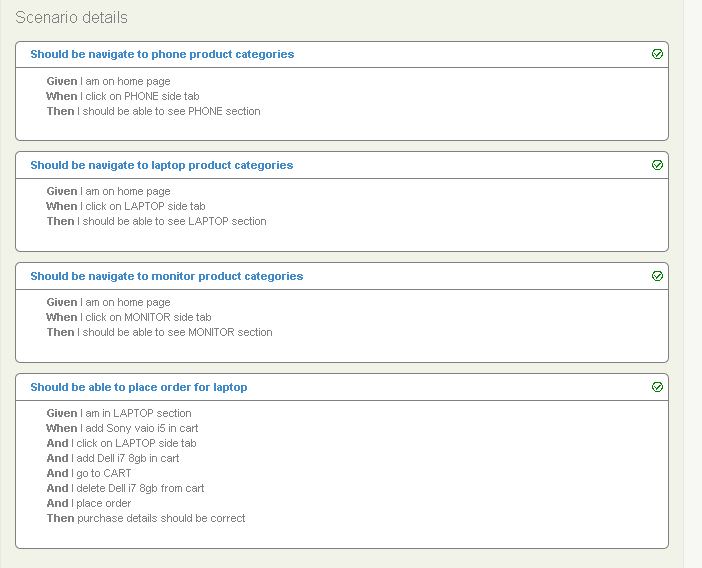 Scenario details
Should be navigate to phone product categories
Given I am on home page
When I click on PHONE side tab
Then I should be able to see PHONE section
Should be navigate to laptop product categories
Given I am on home page
When I click on LAPTOP side tab
Then I should be able to see LAPTOP section
Should be navigate to monitor product categories
Given I am on home page
When I click on MONITOR side tab
Then I should be able to see MONITOR section
Should be able to place order for laptop
Given I am in LAPTOP section
When I add Sony vaio i5 in cart
And I click on LAPTOP side tab
And I add Dell i7 8gb in cart
And I go to CART
And I delete Dell i7 8gb from cart
And I place order
Then purchase details should be correct